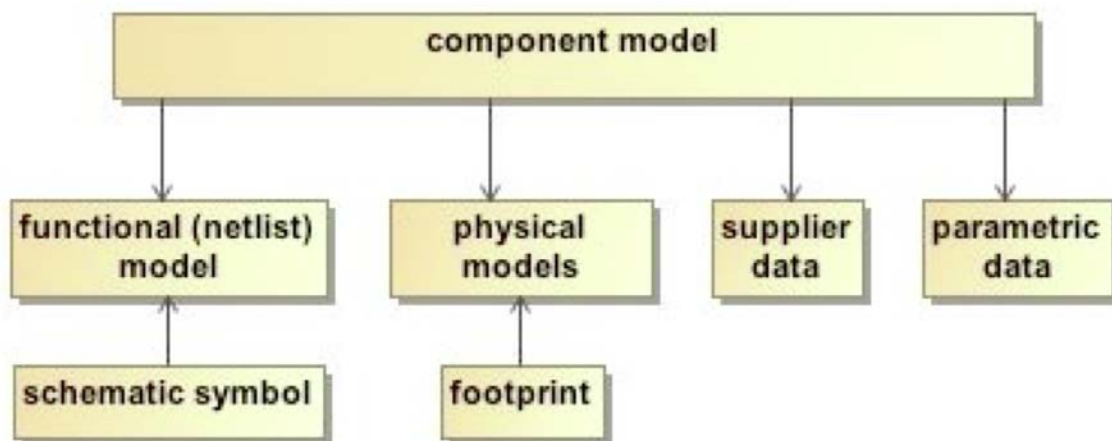 component model
functional (netlist)
model
physical
models
supplier
data
parametric
data
schematic symbol
footprint